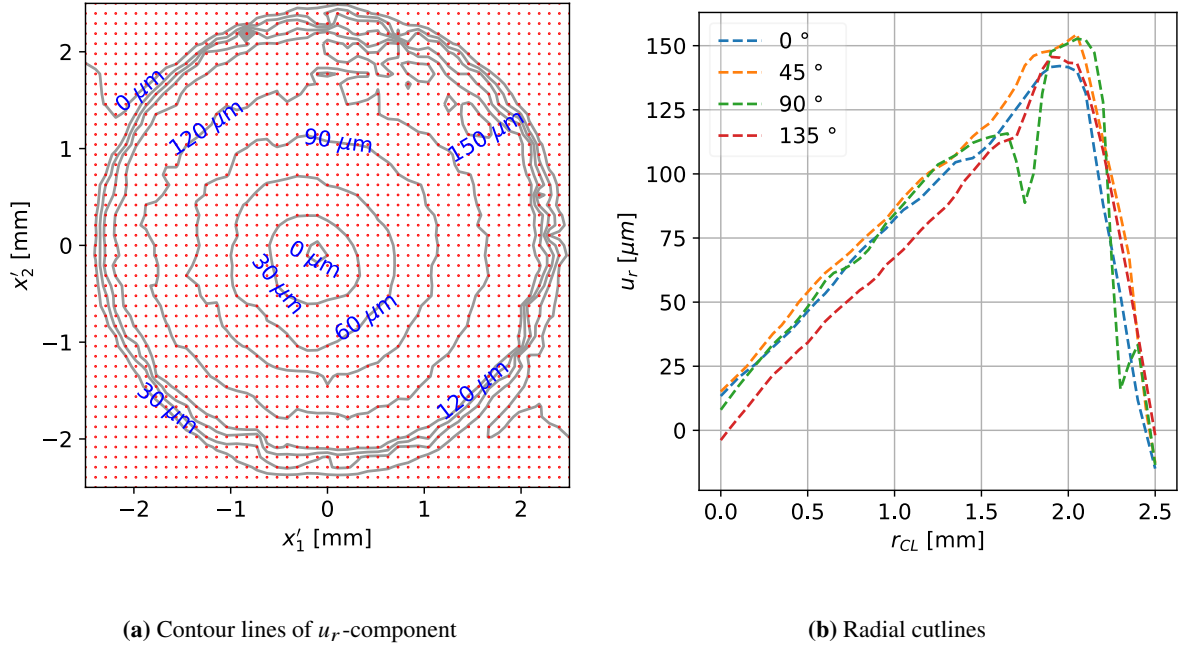 2
1
0
−1
−2
x′₂ [mm]
0 µm
120 µm
90 µm
150 µm
0 µm
30 µm
60 µm
30 µm
120 µm
−2
−1
0
1
2
x′₁ [mm]
150
125
100
75
50
25
0
u_r [µm]
0 °
45 °
90 °
135 °
0.0
0.5
1.0
1.5
2.0
2.5
r_CL [mm]
(a) Contour lines of u_r-component
(b) Radial cutlines